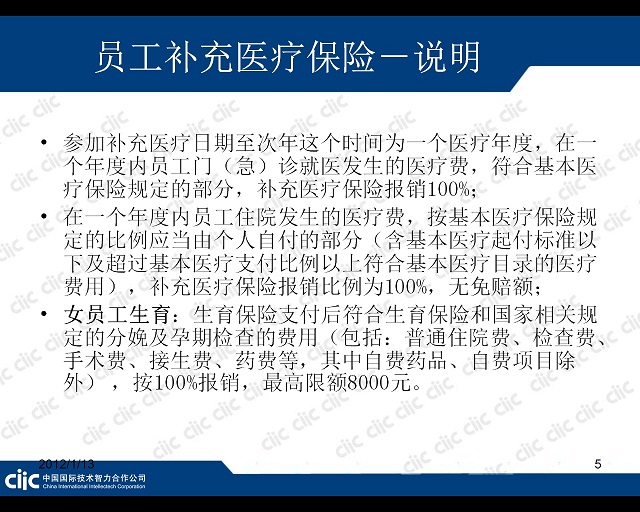 员工补充医疗保险－说明
• 参加补充医疗日期至次年这个时间为一个医疗年度，在一
个年度内员工门（急）诊就医发生的医疗费，符合基本医
疗保险规定的部分，补充医疗保险报销100%；
• 在一个年度内员工住院发生的医疗费，按基本医疗保险规
定的比例应当由个人自付的部分（含基本医疗起付标准以
下及超过基本医疗支付比例以上符合基本医疗目录的医疗
费用），补充医疗保险报销比例为100%，无免赔额；
• 女员工生育：生育保险支付后符合生育保险和国家相关规
定的分娩及孕期检查的费用（包括：普通住院费、检查费、
手术费、接生费、药费等，其中自费药品、自费项目除
外），按100%报销，最高限额8000元。
2012/1/13
5
ciic 中国国际技术智力合作公司
China International Intellectech Corporation